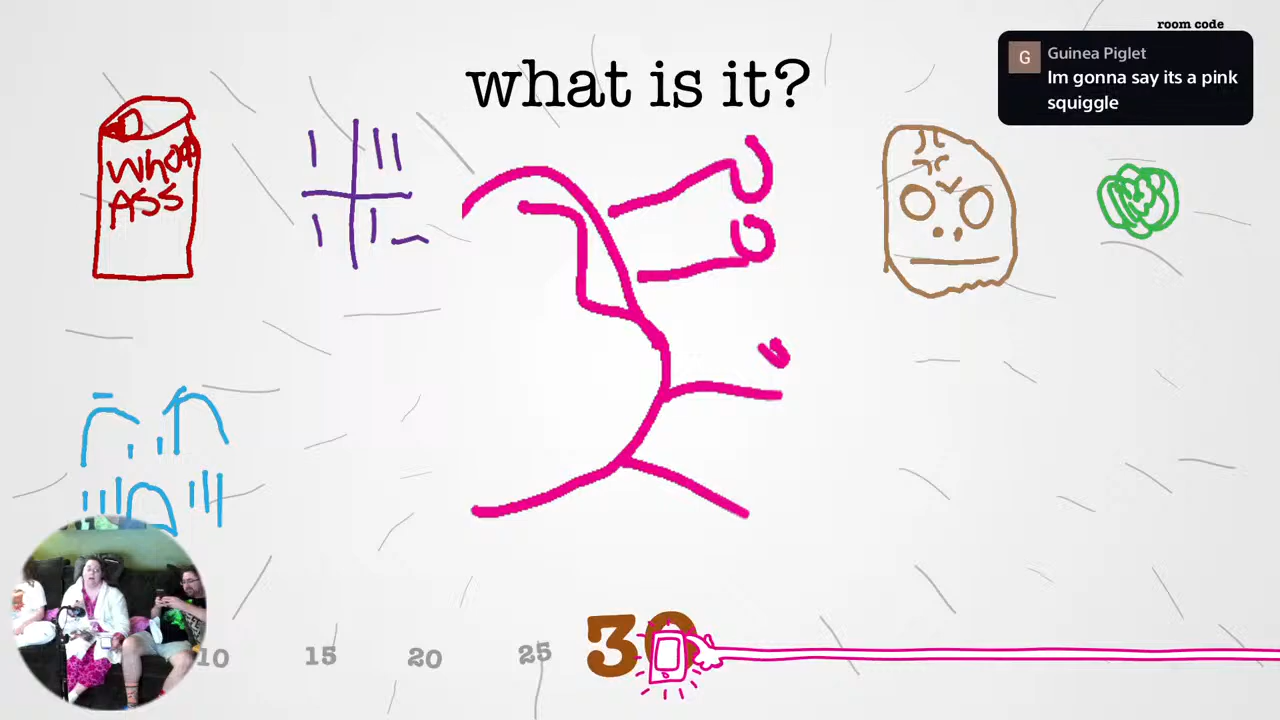 room code
Guinea Piglet
G
Im gonna say its a pink
squiggle
what is it?
ASS
10 15 20 25 30